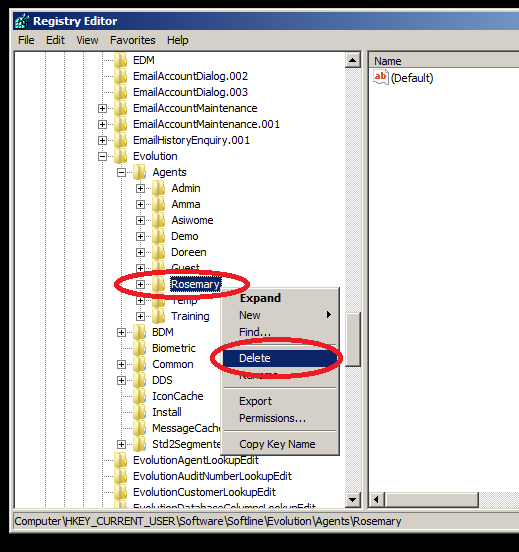 Registry Editor
File Edit View Favorites Help
EDM
EmailAccountDialog.002
EmailAccountDialog.003
EmailAccountMaintenance
EmailAccountMaintenance.001
EmailHistoryEnquiry.001
Evolution
Agents
Admin
Amma
Asiwome
Demo
Doreen
Guest
Rosemary
Temp
Training
BDM
Biometric
Common
DDS
IconCache
Install
MessageCache
Std2Segmente
EvolutionAgentLookupEdit
EvolutionAuditNumberLookupEdit
EvolutionCustomerLookupEdit
EvolutionDatabaseColumnsLookupEdit
Name
ab (Default)
Expand
New
Find...
Delete
Rename
Export
Permissions...
Copy Key Name
Computer\HKEY_CURRENT_USER\Software\Softline\Evolution\Agents\Rosemary